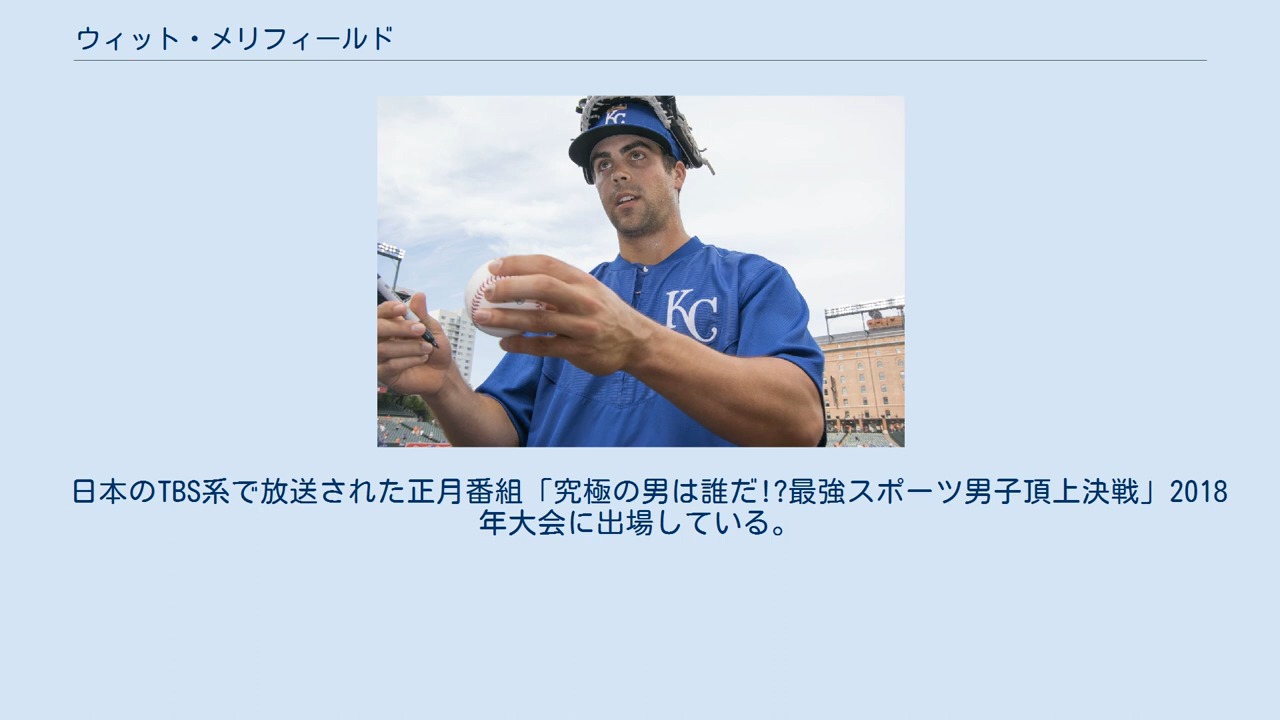 ウィット・メリフィールド
KC
KC
日本のTBS系で放送された正月番組「究極の男は誰だ!?最強スポーツ男子頂上決戦」2018
年大会に出場している。